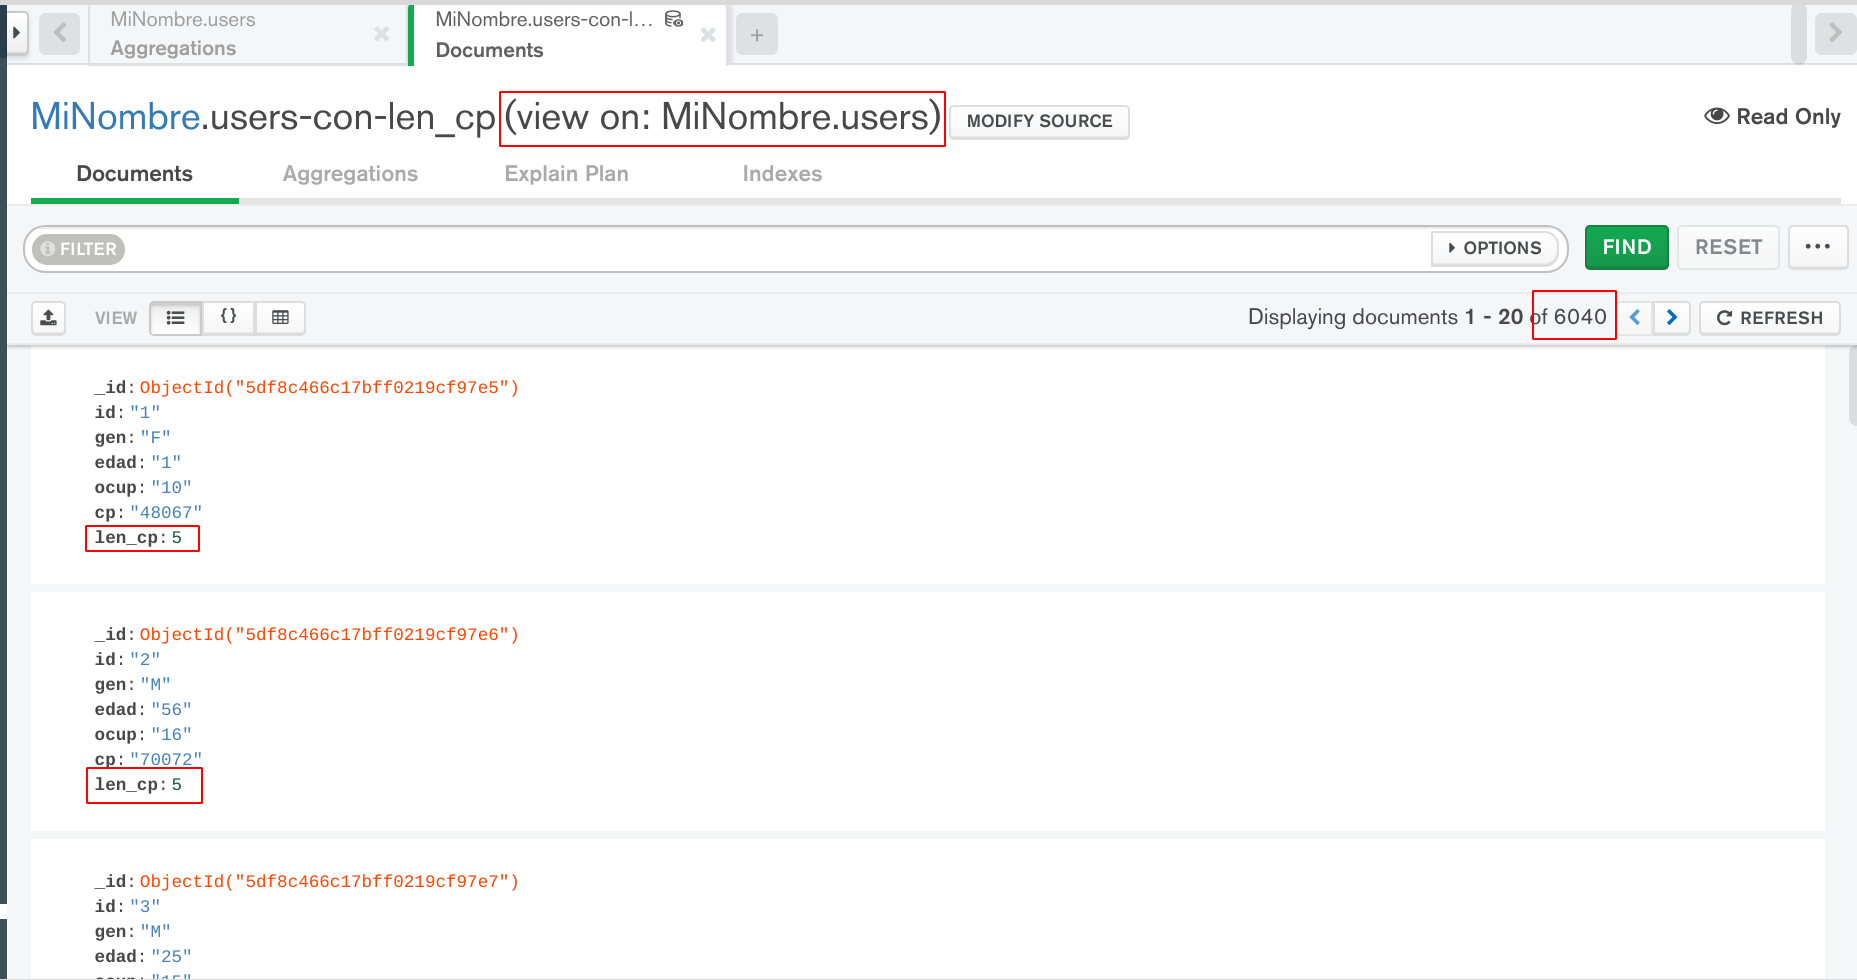 MiNombre.users
Aggregations
MiNombre.users-con-l...
Documents
+
MiNombre.users-con-len_cp (view on: MiNombre.users)
MODIFY SOURCE
Read Only
Documents
Aggregations
Explain Plan
Indexes
FILTER
OPTIONS
FIND
RESET
...
VIEW
{}
Displaying documents 1 - 20 of 6040
REFRESH
_id: ObjectId("5df8c466c17bff0219cf97e5")
id: "1"
gen: "F"
edad: "1"
ocup: "10"
cp: "48067"
len_cp: 5
_id: ObjectId("5df8c466c17bff0219cf97e6")
id: "2"
gen: "M"
edad: "56"
ocup: "16"
cp: "70072"
len_cp: 5
_id: ObjectId("5df8c466c17bff0219cf97e7")
id: "3"
gen: "M"
edad: "25"
ocup: "15"